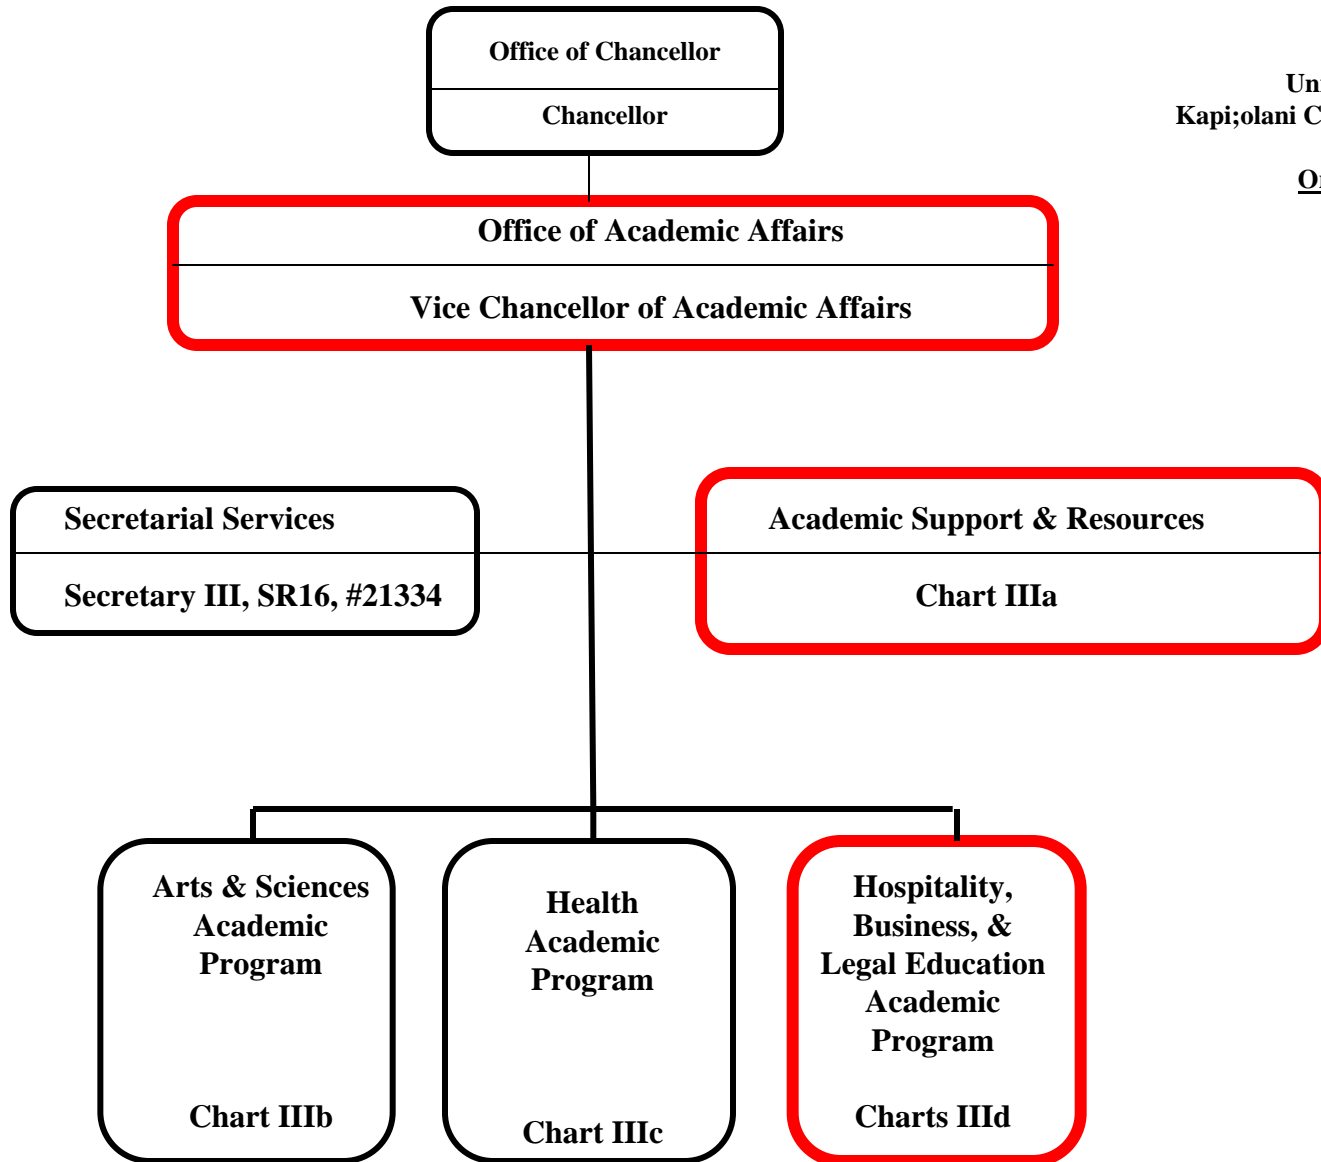 Office of Chancellor
Chancellor
Kapi;olani
Office of Academic Affairs
Vice Chancellor of Academic Affairs
Secretarial Services
Secretary III, SR16, #21334
Academic Support & Resources
Chart IIIa
Arts & Sciences
Academic
Program
Chart IIIb
Health
Academic
Program
Chart IIIc
Hospitality,
Business, &
Legal Education
Academic
Program
Charts IIId